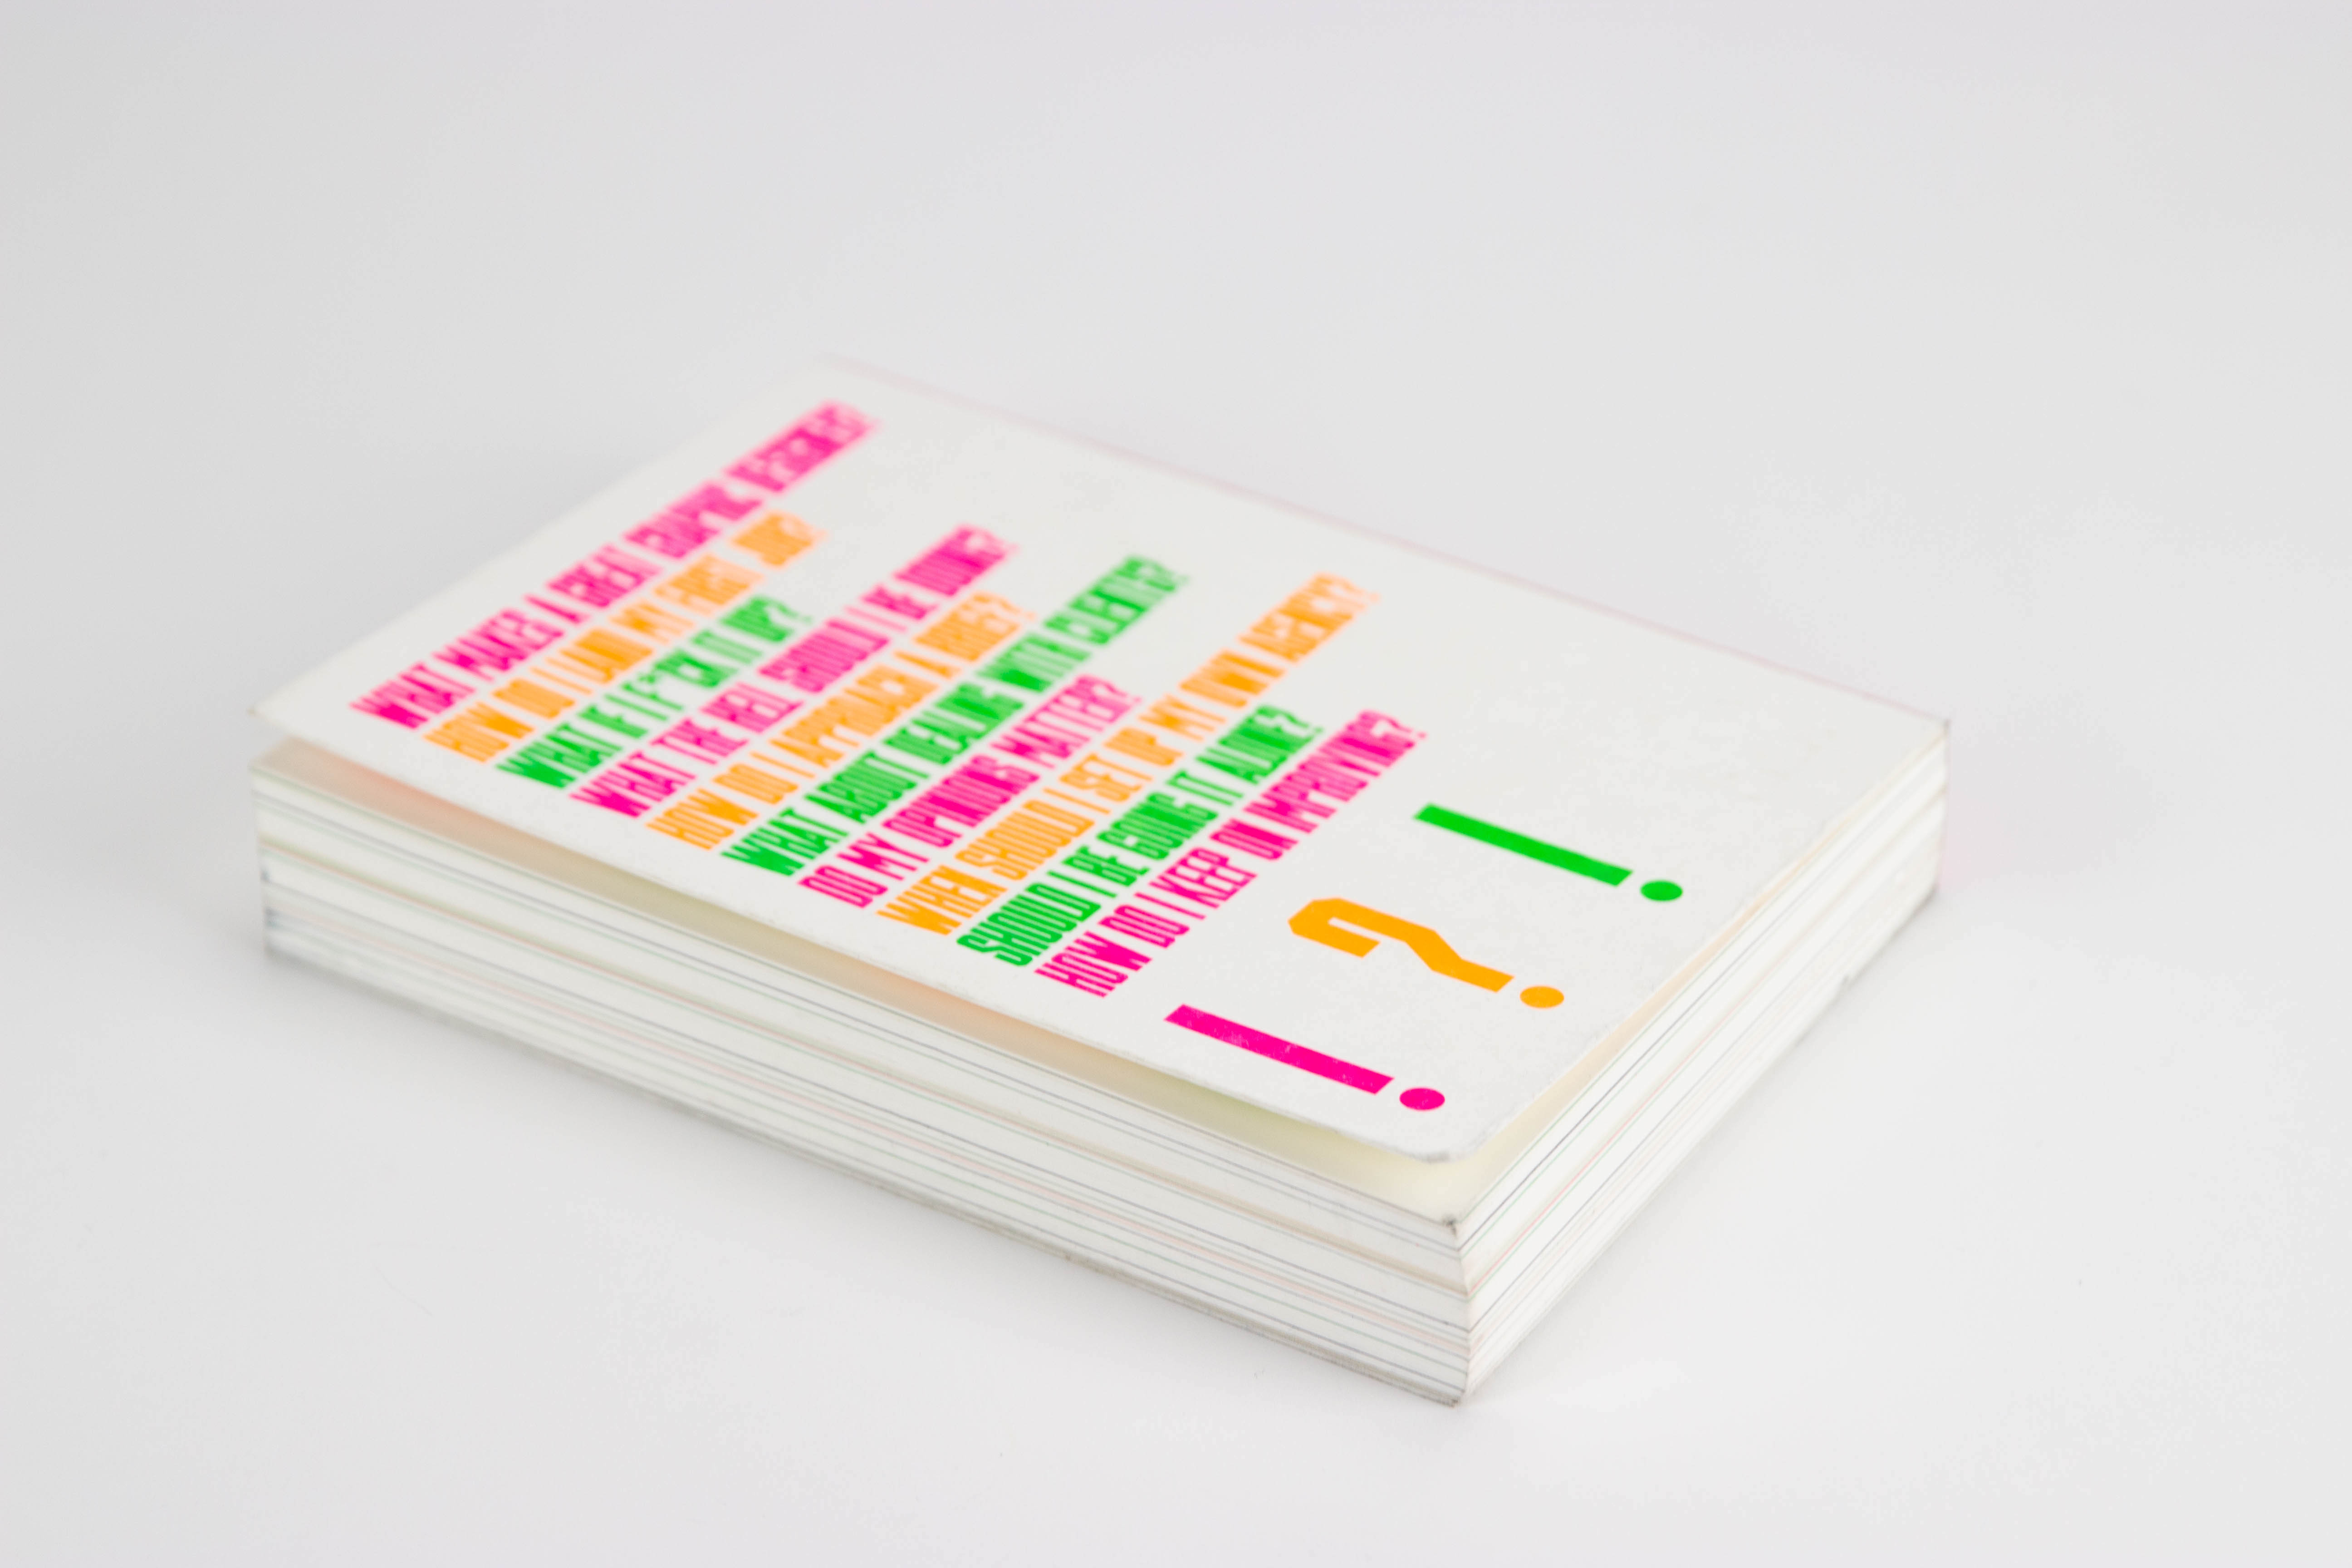 WHAT MAKES A GREAT GRAPHIC DESIGNER?
HOW DO I LAND MY FIRST JOB?
WHAT IF I F*CK IT UP?
WHAT THE HELL SHOULD I BE DOING?
HOW DO I APPROACH A BRIEF?
WHAT ABOUT DEALING WITH CLIENTS?
DO MY OPINIONS MATTER?
WHEN SHOULD I SET UP MY OWN AGENCY?
SHOULD I BE GOING IT ALONE?
HOW DO I KEEP ON IMPROVING?
! ? !